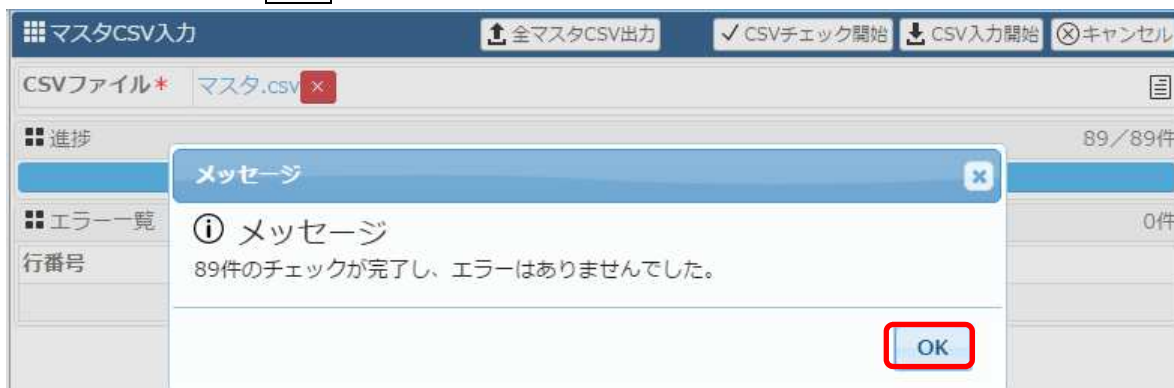 マスタCSV入力 全マスタCSV出力 CSVチェック開始 CSV入力開始 キャンセル
CSVファイル* マスタ.csv ×
進捗 89／89件
メッセージ ×
エラー一覧 0件
メッセージ
行番号
89件のチェックが完了し、エラーはありませんでした。
OK